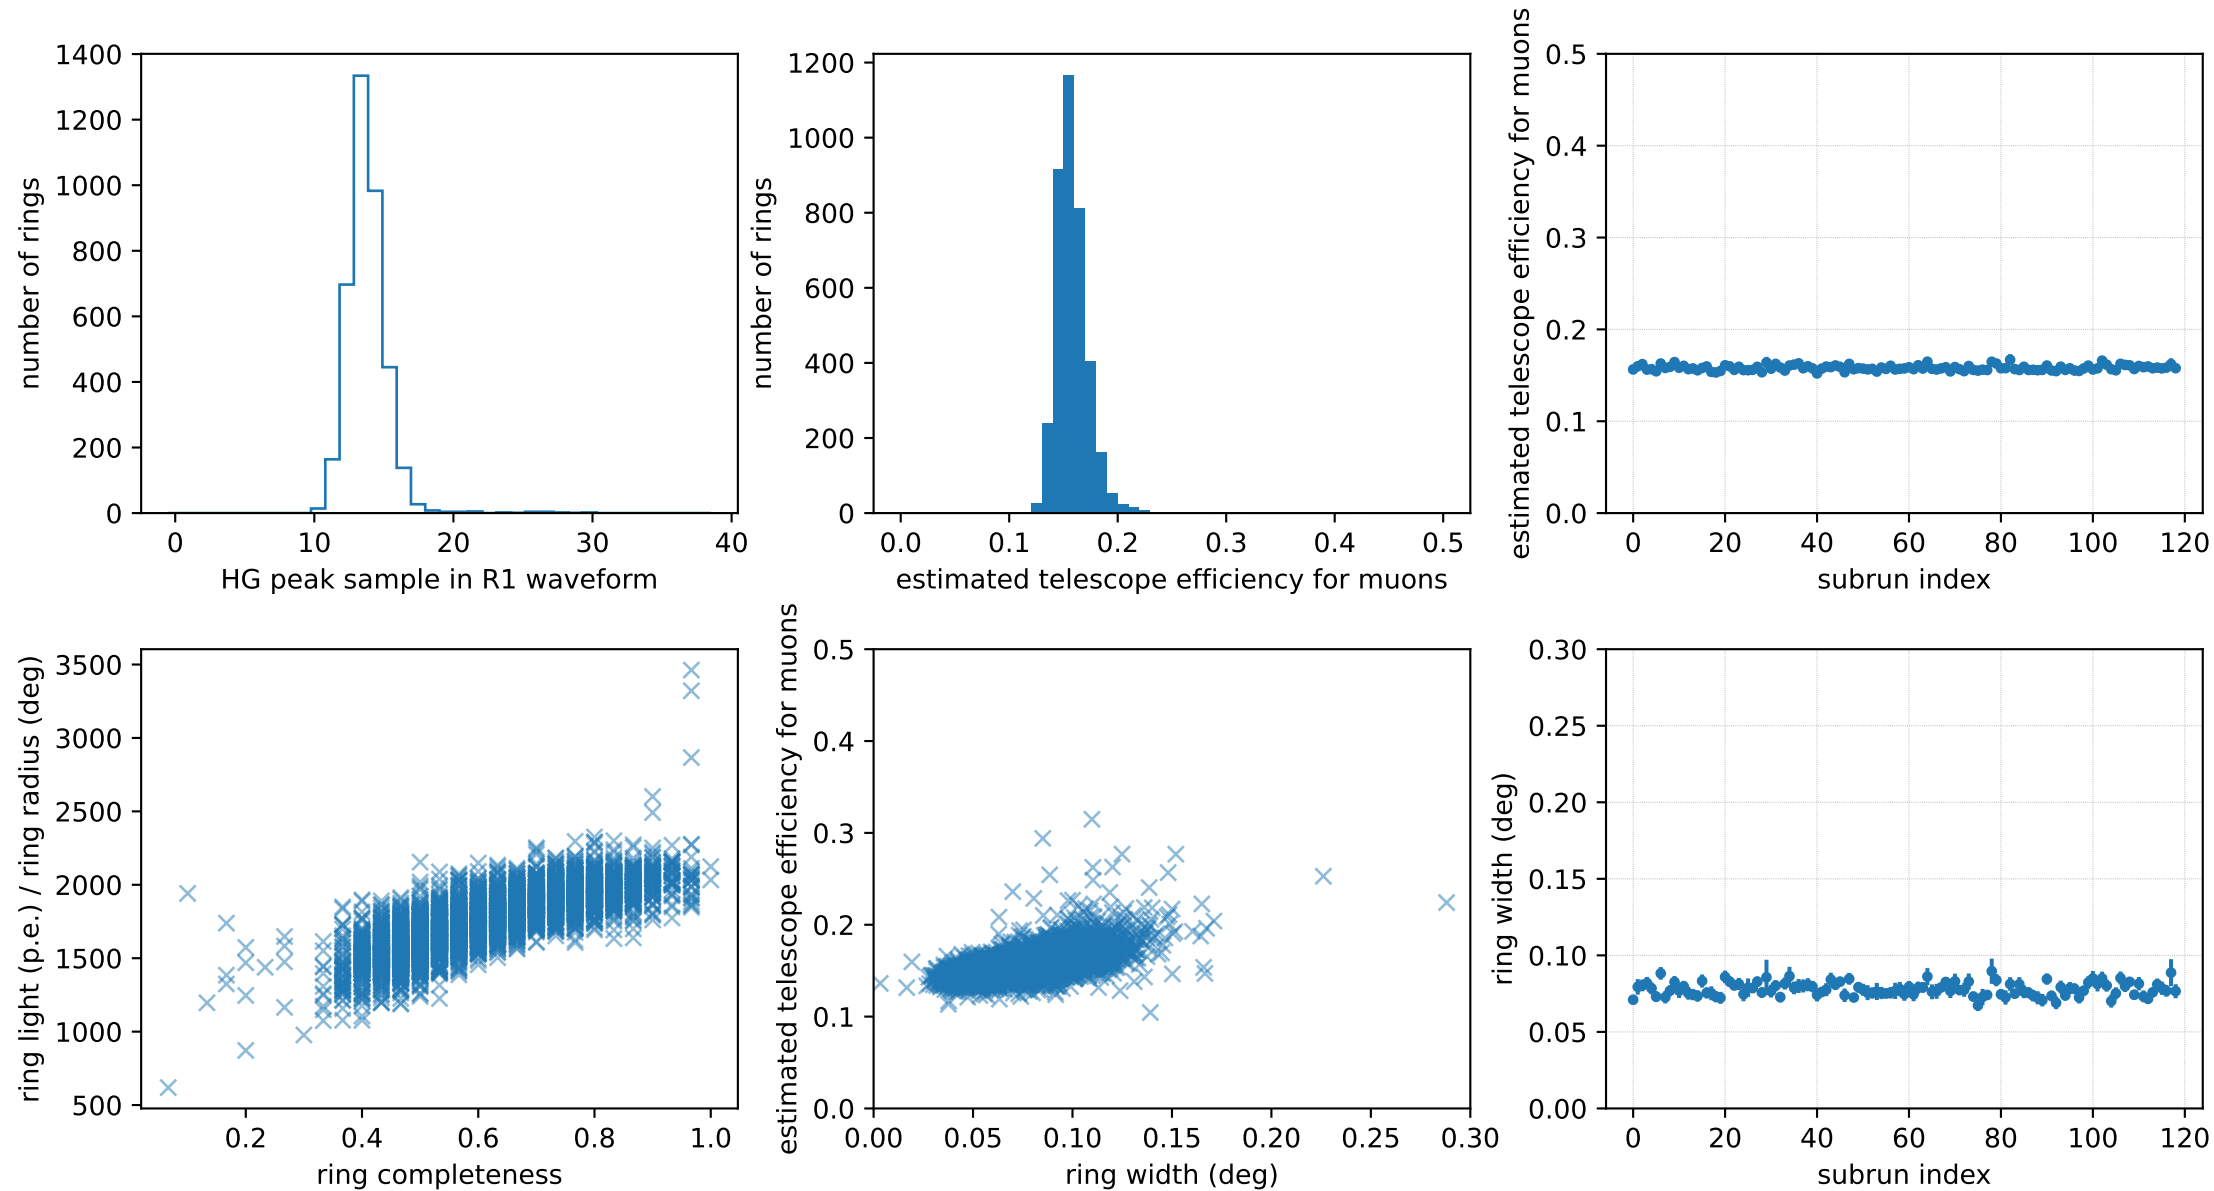 number of rings
1400
1200
1000
800
600
400
200
0
0 10 20 30 40
HG peak sample in R1 waveform
number of rings
1200
1000
800
600
400
200
0
0.0 0.1 0.2 0.3 0.4 0.5
estimated telescope efficiency for muons
estimated telescope efficiency for muons
0.5
0.4
0.3
0.2
0.1
0.0
0 20 40 60 80 100 120
subrun index
ring light (p.e.) / ring radius (deg)
3500
3000
2500
2000
1500
1000
500
0.2 0.4 0.6 0.8 1.0
ring completeness
estimated telescope efficiency for muons
0.5
0.4
0.3
0.2
0.1
0.0
0.00 0.05 0.10 0.15 0.20 0.25 0.30
ring width (deg)
ring width (deg)
0.30
0.25
0.20
0.15
0.10
0.05
0.00
0 20 40 60 80 100 120
subrun index